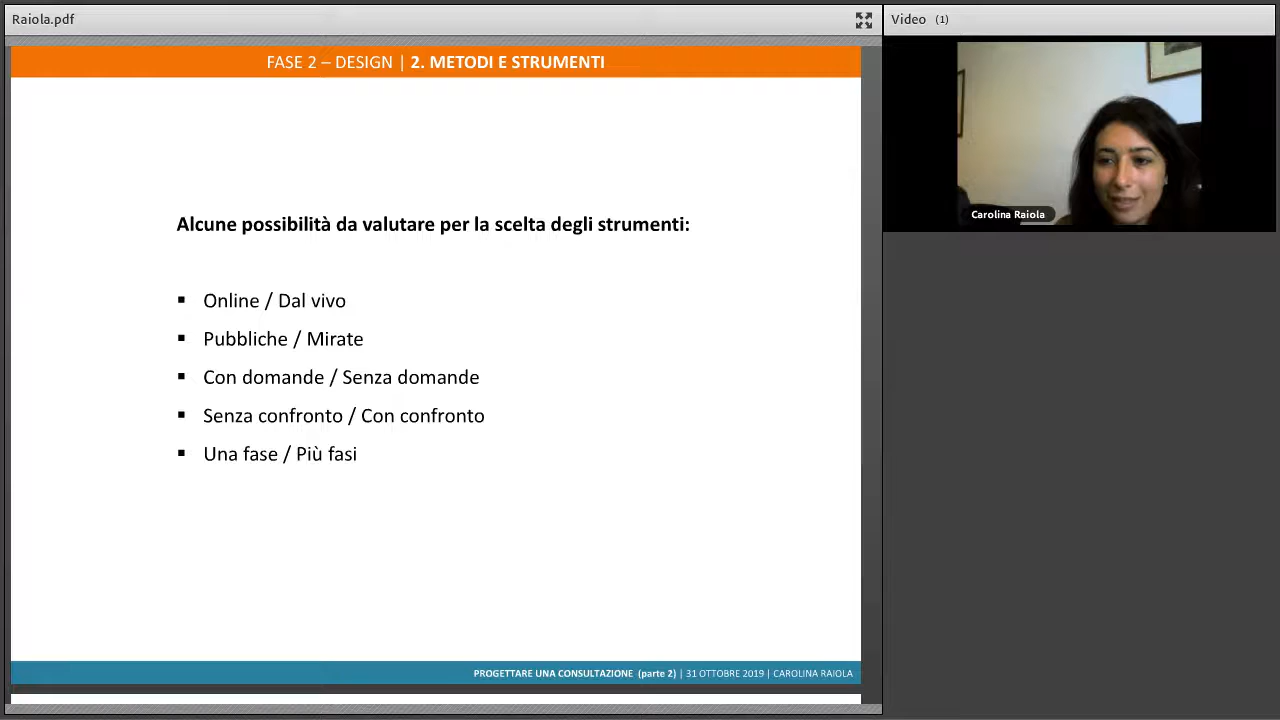 Raiola.pdf
Video (1)
FASE 2 – DESIGN | 2. METODI E STRUMENTI
Carolina Raiola
Alcune possibilità da valutare per la scelta degli strumenti:
▪ Online / Dal vivo
▪ Pubbliche / Mirate
▪ Con domande / Senza domande
▪ Senza confronto / Con confronto
▪ Una fase / Più fasi
PROGETTARE UNA CONSULTAZIONE (parte 2) | 31 OTTOBRE 2019 | CAROLINA RAIOLA